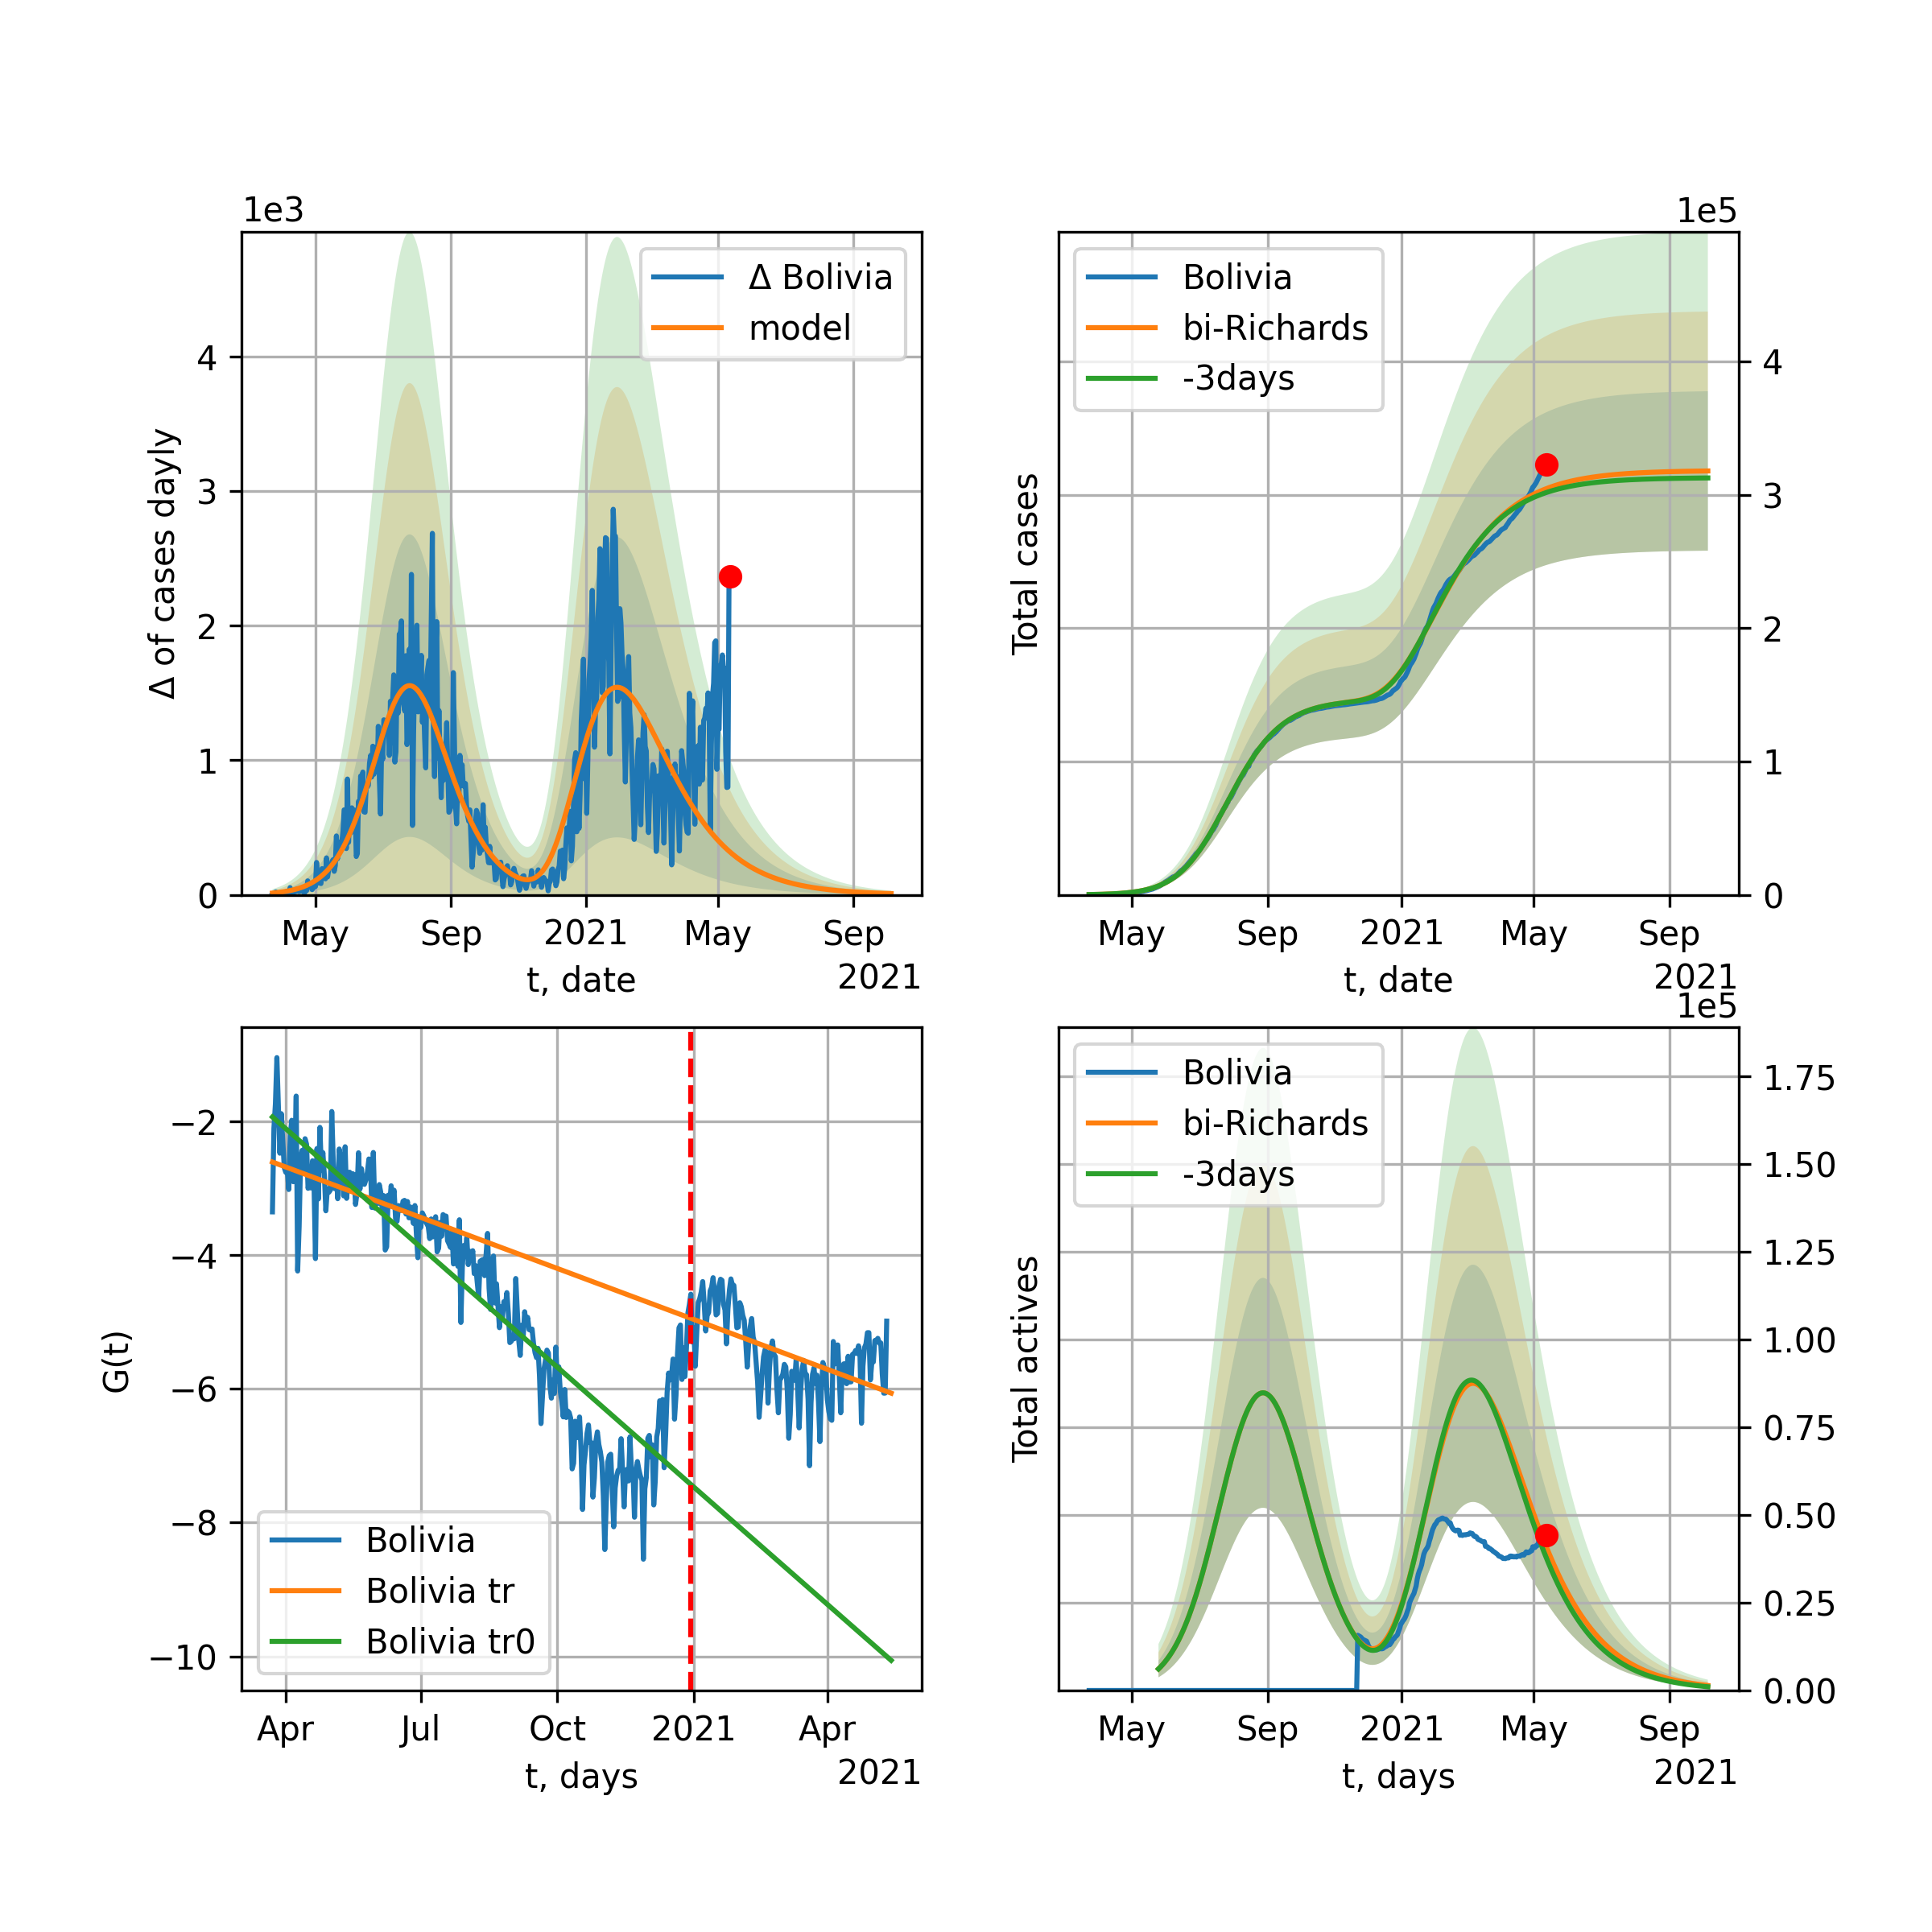 1e3
Δ of cases dayly
4
3
2
1
0
Δ Bolivia
model
May Sep 2021 May Sep
t, date
2021
1e5
Total cases
Bolivia
bi-Richards
-3days
4
3
2
1
0
May Sep 2021 May Sep
t, date
2021
G(t)
−2
−4
−6
−8
−10
Bolivia
Bolivia tr
Bolivia tr0
Apr Jul Oct 2021 Apr
t, days
2021
1e5
Total actives
Bolivia
bi-Richards
-3days
1.75
1.50
1.25
1.00
0.75
0.50
0.25
0.00
May Sep 2021 May Sep
t, days
2021